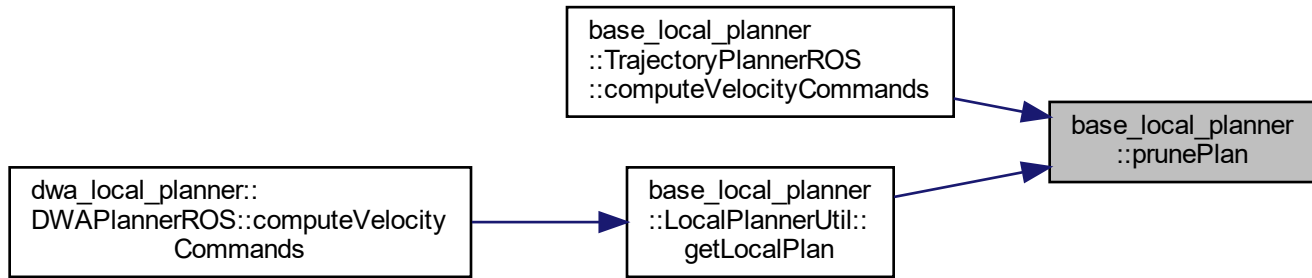 base_local_planner
::TrajectoryPlannerROS
::computeVelocityCommands
base_local_planner
::prunePlan
dwa_local_planner::
DWAPlannerROS::computeVelocity
Commands
base_local_planner
::LocalPlannerUtil::
getLocalPlan